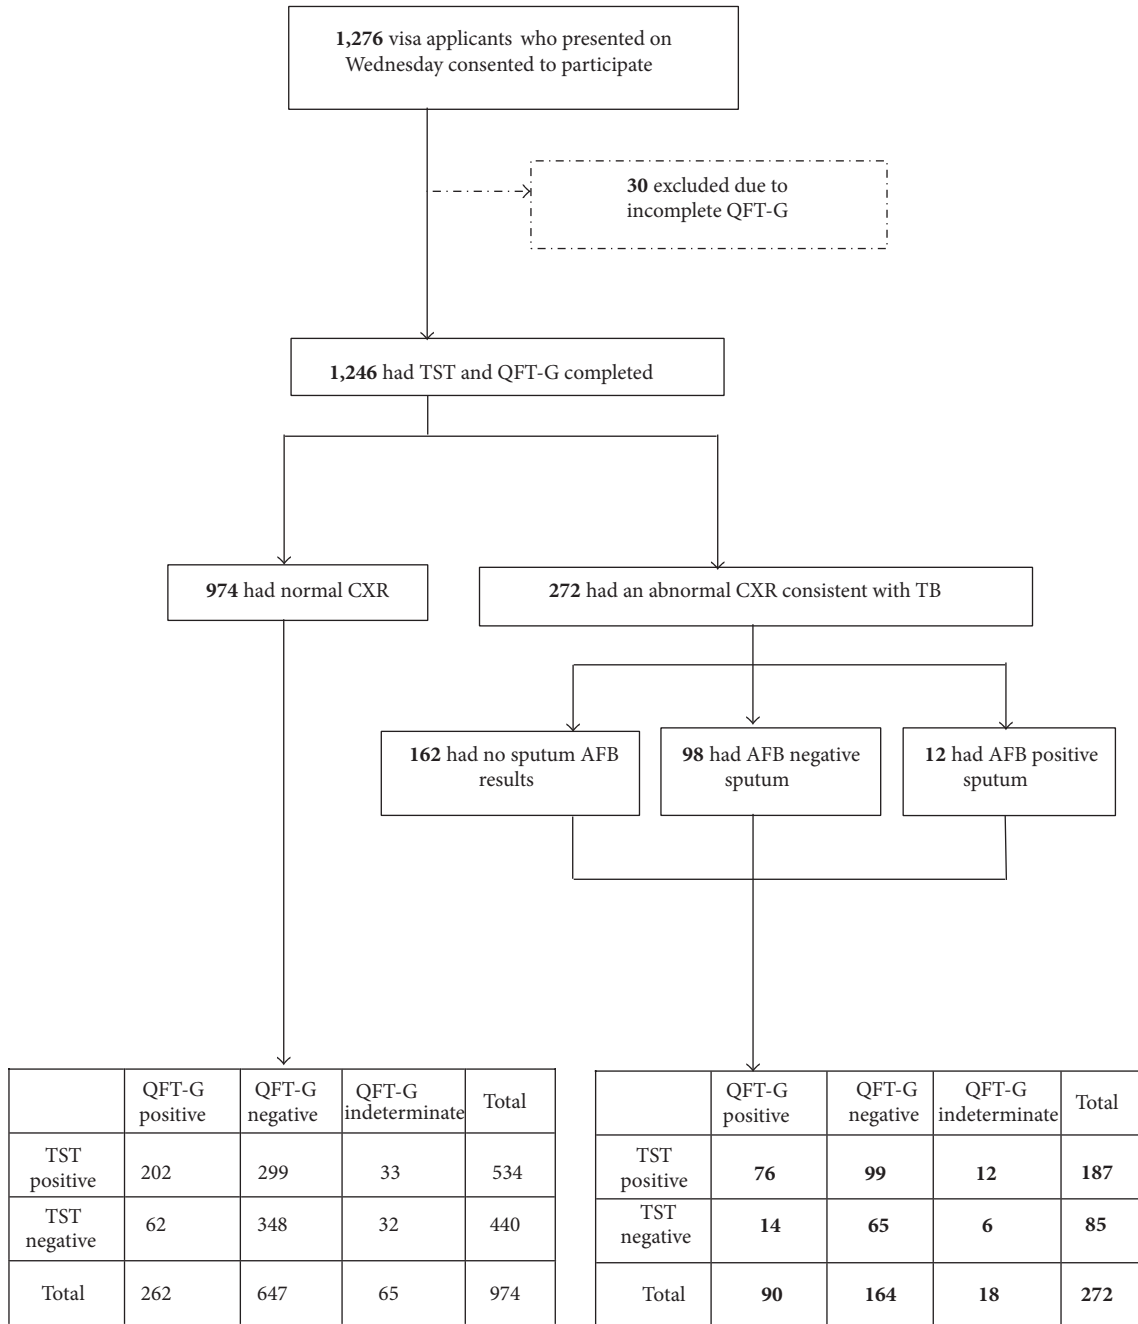 1,276 visa applicants who presented on
Wednesday consented to participate
30 excluded due to
incomplete QFT-G
1,246 had TST and QFT-G completed
974 had normal CXR
272 had an abnormal CXR consistent with TB
162 had no sputum AFB
results
98 had AFB negative
sputum
12 had AFB positive
sputum
QFT-G positive QFT-G negative QFT-G indeterminate Total
TST positive 202 299 33 534
TST negative 62 348 32 440
Total 262 647 65 974
QFT-G positive QFT-G negative QFT-G indeterminate Total
TST positive 76 99 12 187
TST negative 14 65 6 85
Total 90 164 18 272